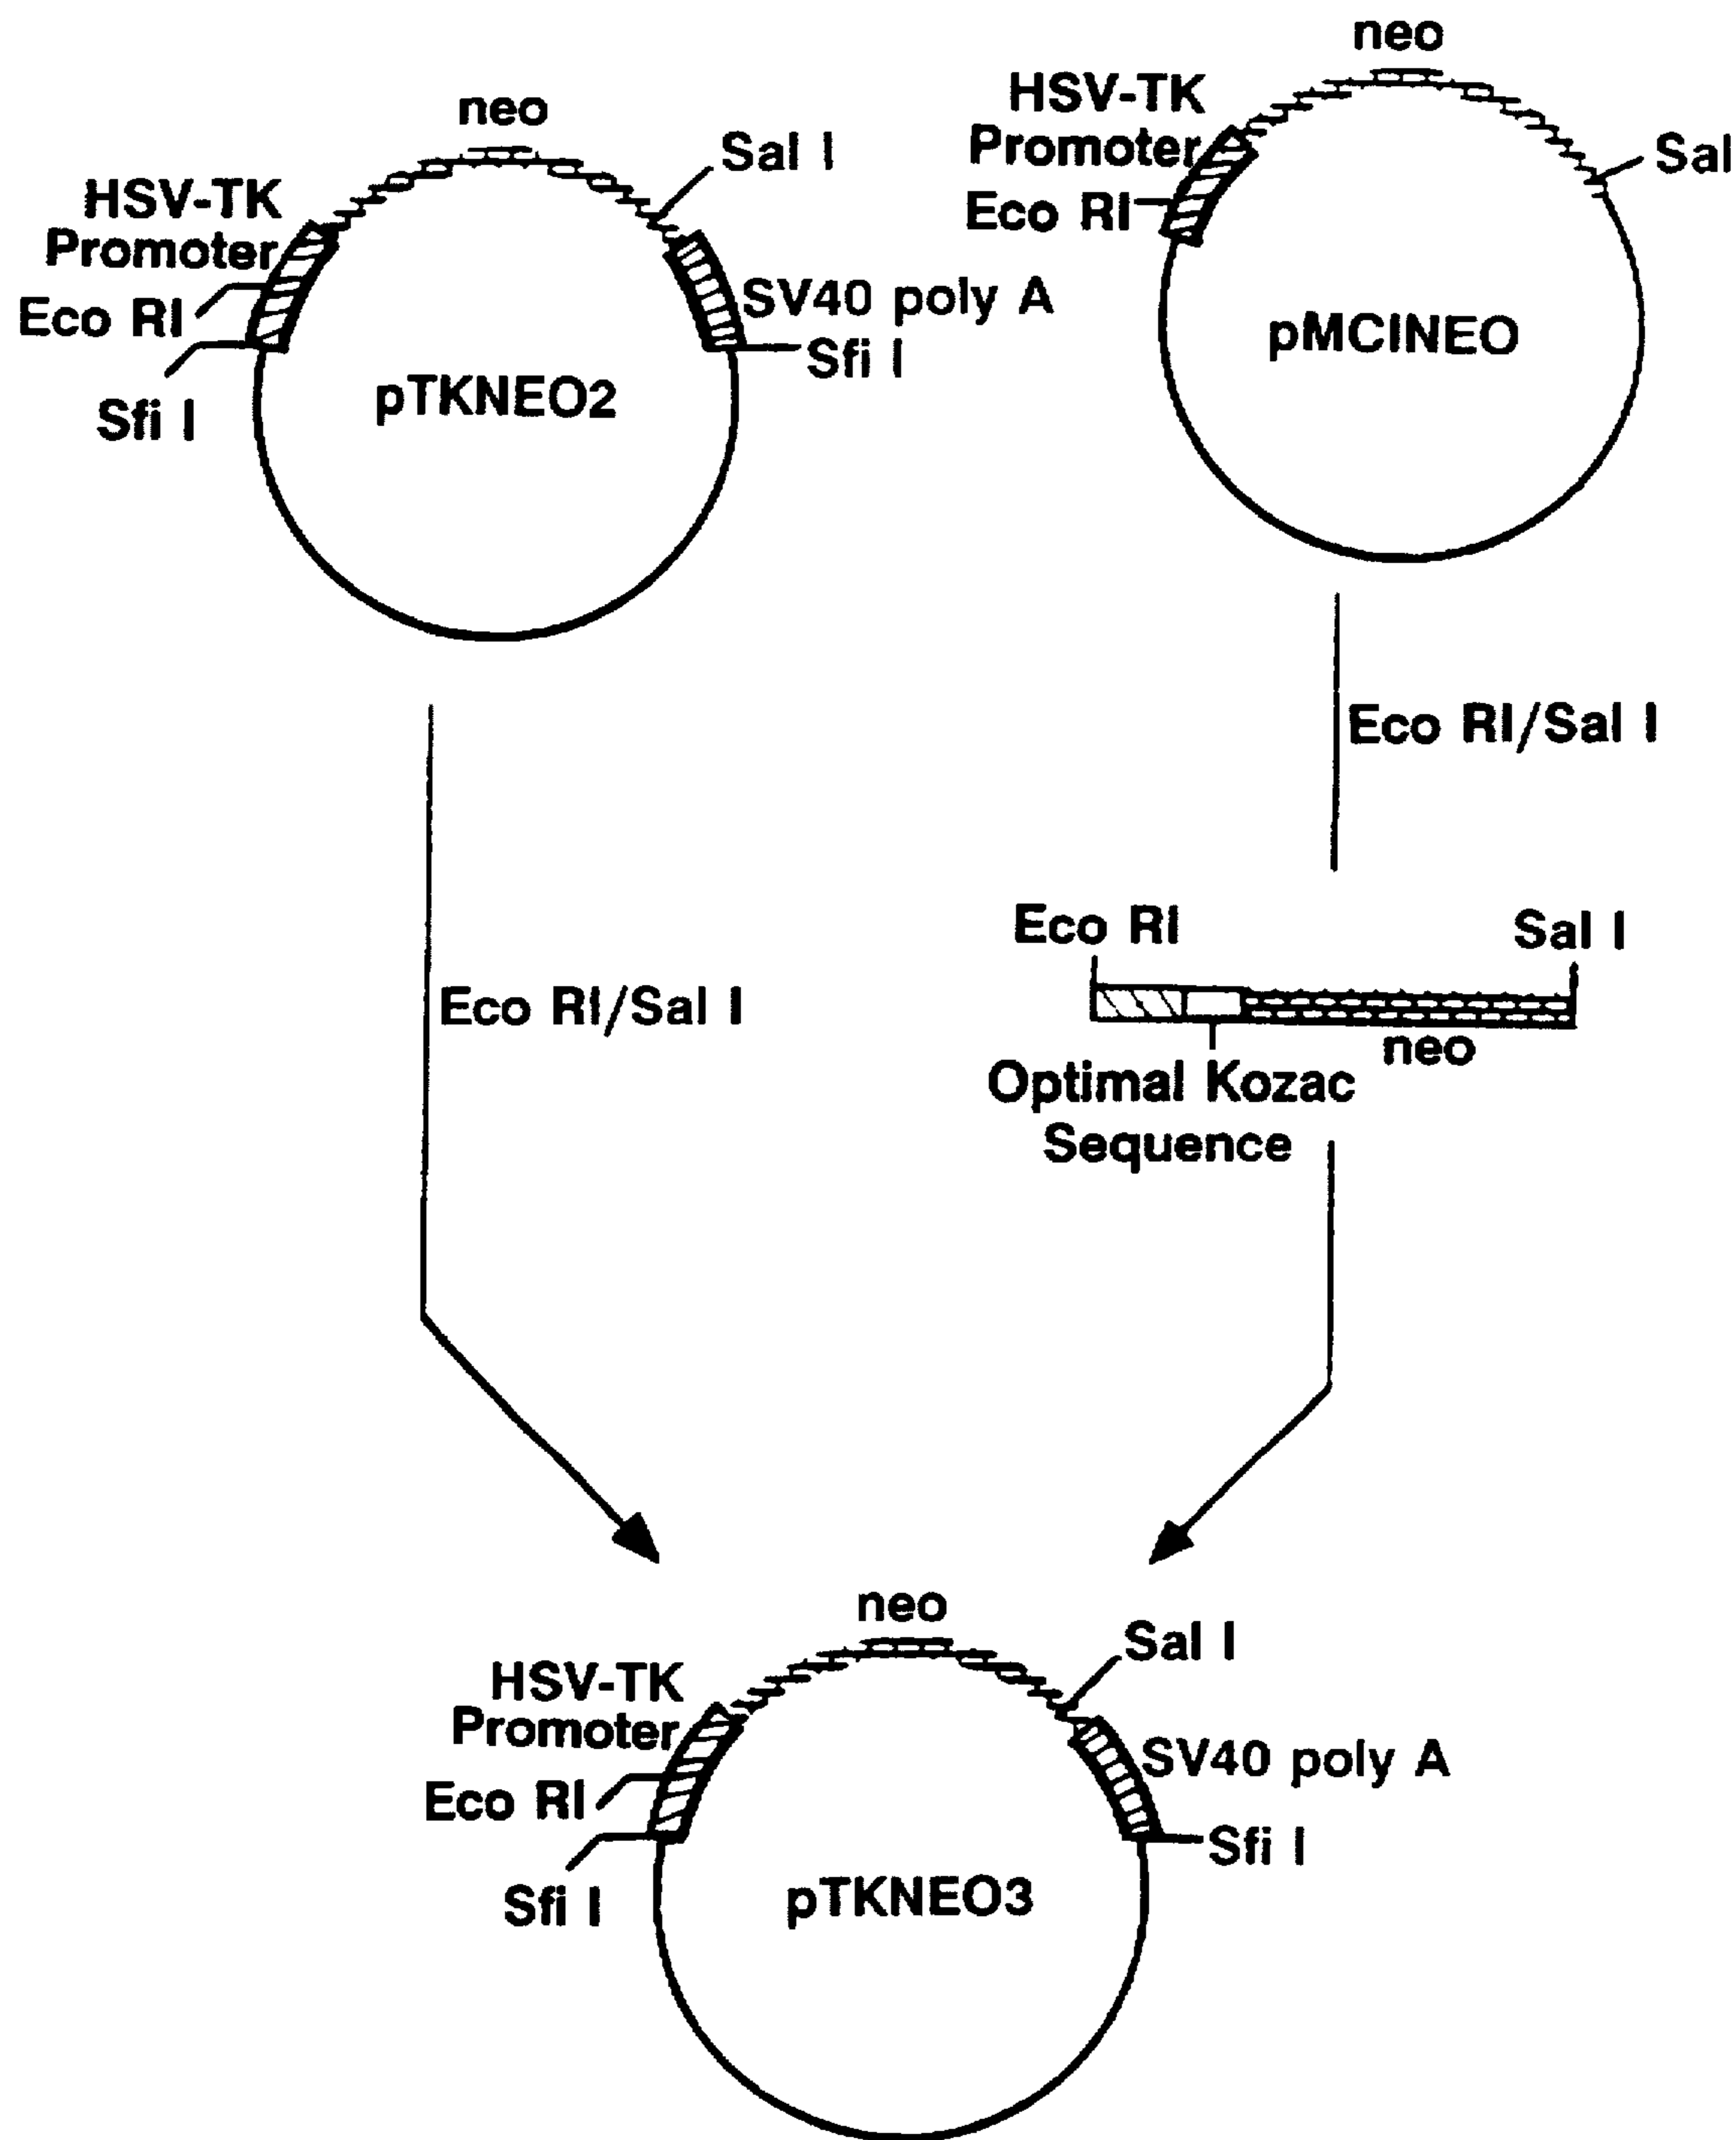 neo
HSV-TK
Promoter
Eco RI
Sfi I
Sal I
SV40 poly A
Sfi I
pTKNEO2
neo
HSV-TK
Promoter
Eco RI
Sal
pMCINEO
Eco RI/Sal I
Eco RI
Sal I
neo
Optimal Kozac
Sequence
Eco RI/Sal I
neo
HSV-TK
Promoter
Eco RI
Sfi I
Sal I
SV40 poly A
Sfi I
pTKNEO3